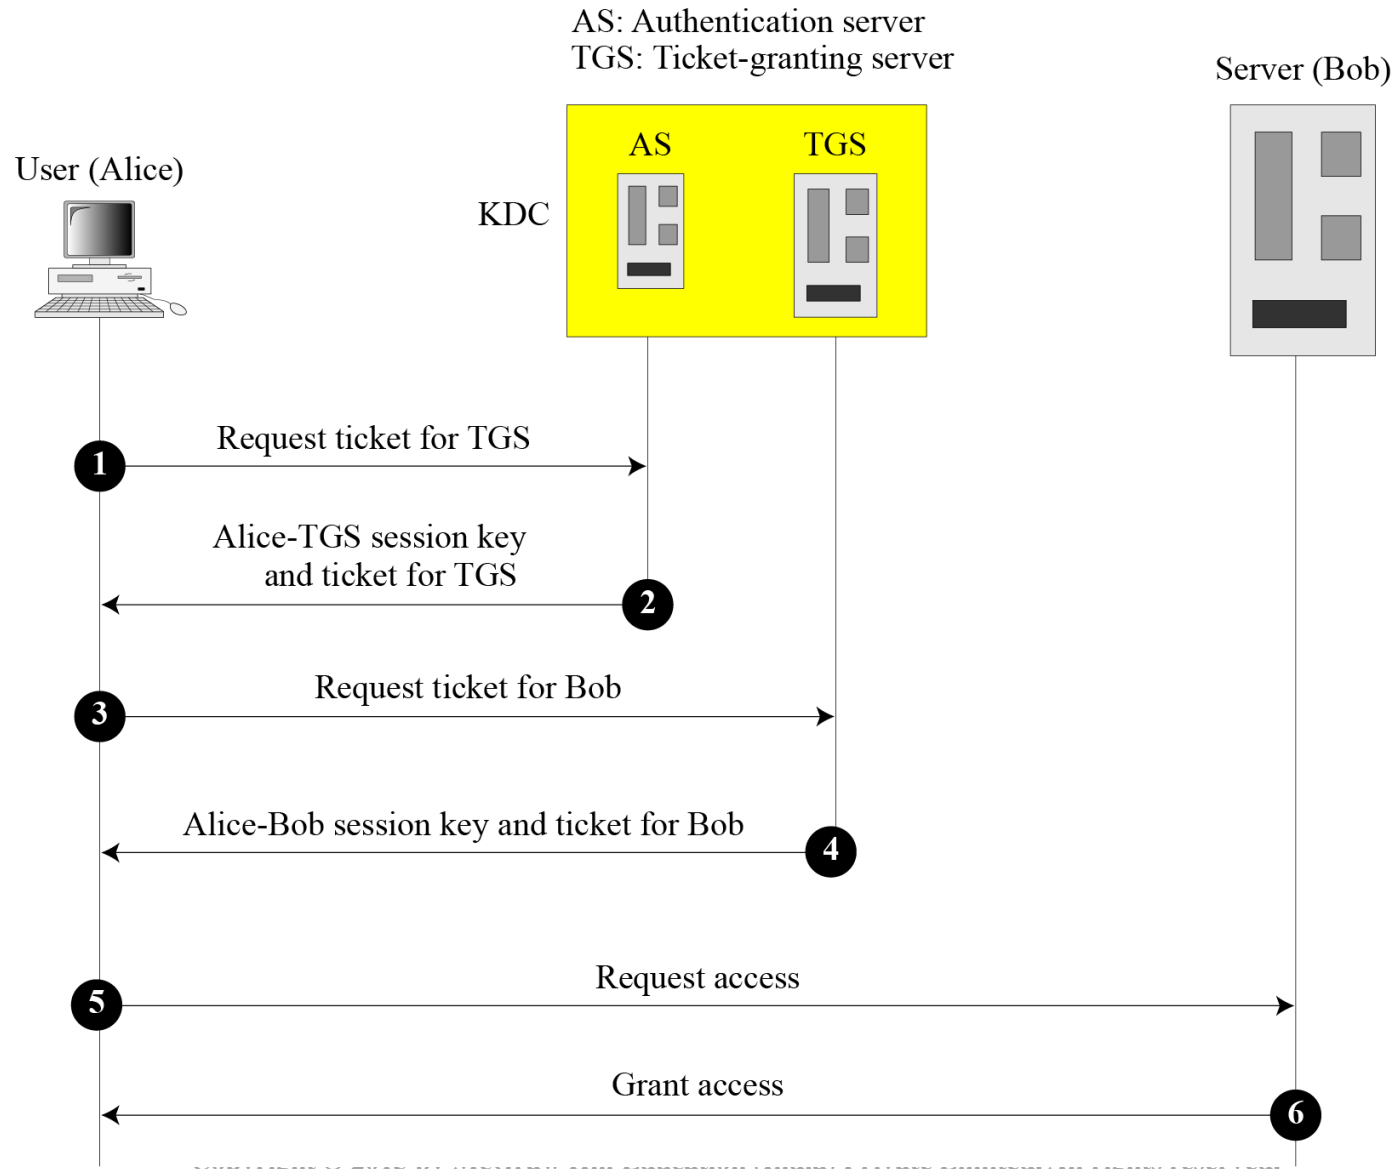 AS: Authentication server
TGS: Ticket-granting server
Server (Bob)
AS
TGS
User (Alice)
KDC
Request ticket for TGS
1
Alice-TGS session key
and ticket for TGS
2
Request ticket for Bob
3
Alice-Bob session key and ticket for Bob
4
Request access
5
Grant access
6